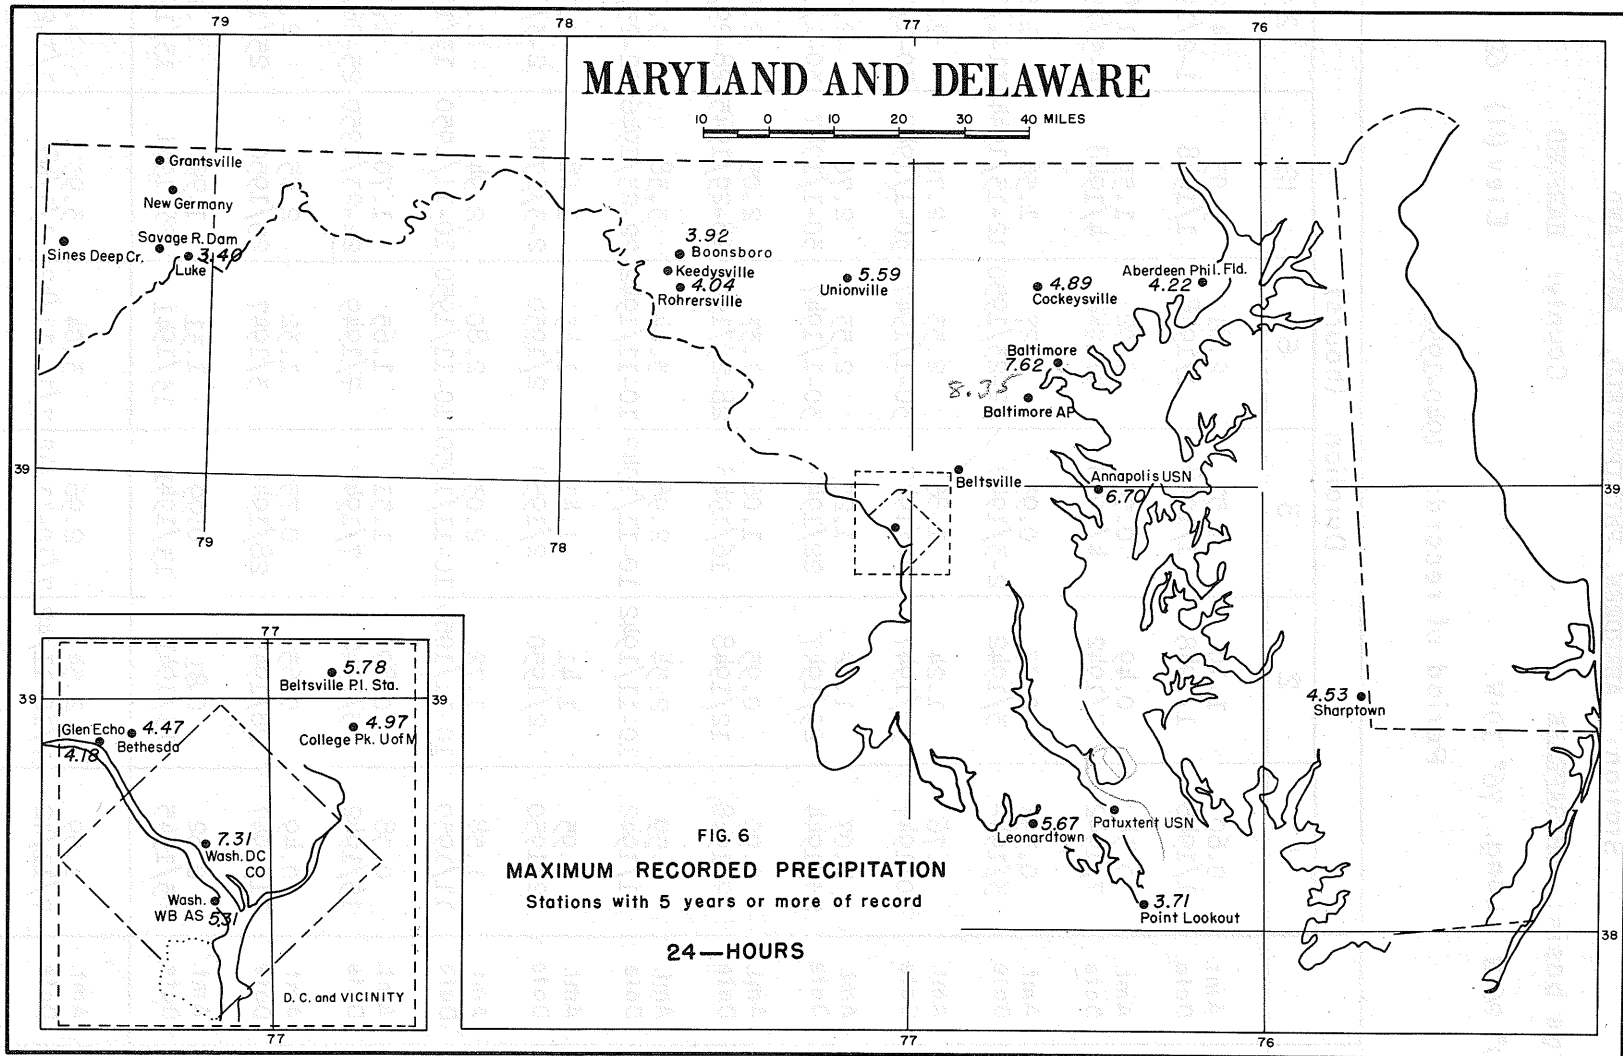 79
78
77
76
MARYLAND AND DELAWARE
10 0 10 20 30 40 MILES
Grantsville
New Germany
Savage R. Dam
Sines Deep Cr.
3.40
Luke
3.92
Boonsboro
Keedysville
4.04
Rohrersville
5.59
Unionville
4.89
Cockeysville
Aberdeen Phil. Fld.
4.22
Baltimore
7.62
8.35
Baltimore AP
39
Beltsville
Annapolis USN
6.70
39
79
78
77
5.78
Beltsville P.I. Sta.
39
39
Glen Echo
4.47
Bethesda
4.18
4.97
College Pk. U of M
7.31
Wash. DC
CO
Wash.
WB AS 5.31
D. C. and VICINITY
77
4.53
Sharptown
5.67
Leonardtown
Patuxtent USN
3.71
Point Lookout
38
FIG. 6
MAXIMUM RECORDED PRECIPITATION
Stations with 5 years or more of record
24—HOURS
77
76